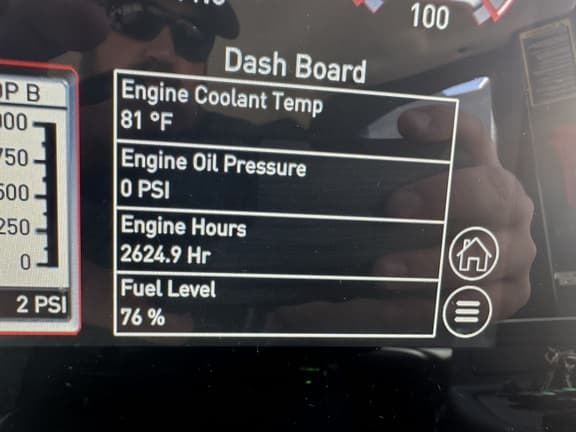 100
Dash Board
Engine Coolant Temp
81 °F
Engine Oil Pressure
0 PSI
Engine Hours
2624.9 Hr
Fuel Level
76 %
P B
00
750
500
250
0
2 PSI